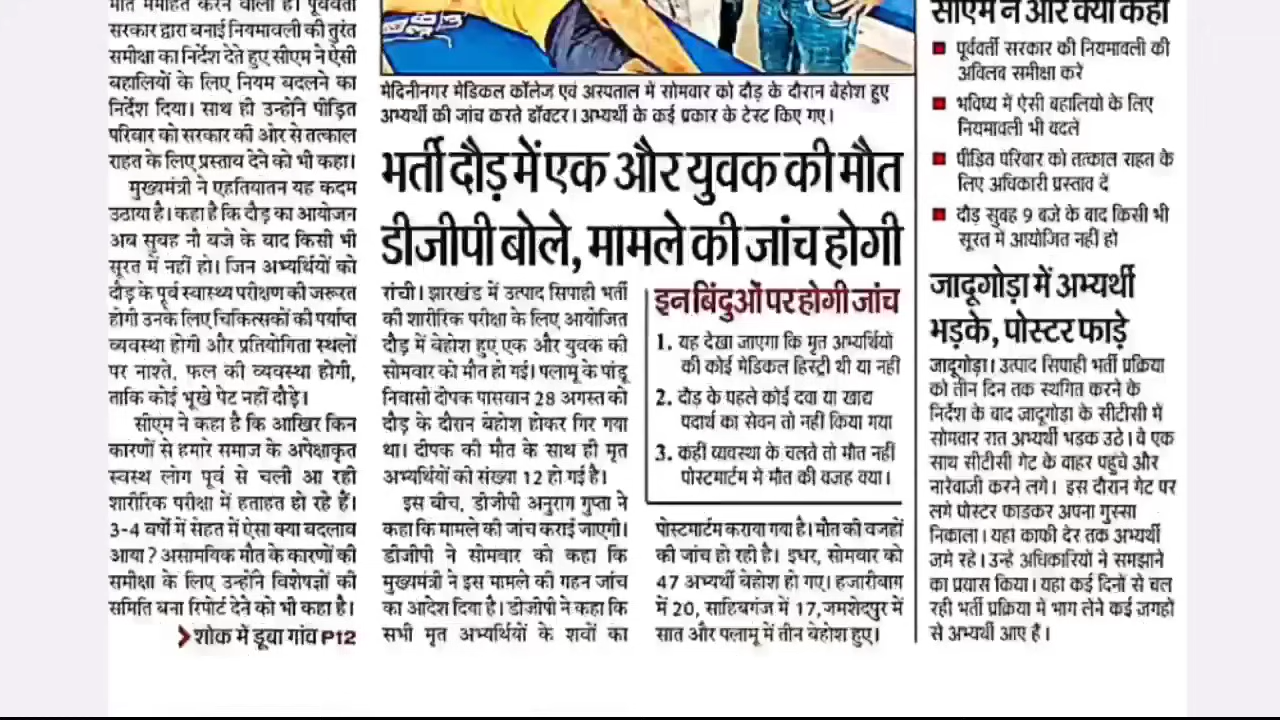 मौत मर्माहत करने वाली है। पूर्ववर्ती
सरकार द्वारा बनाई नियमावली की तुरंत
समीक्षा का निर्देश देते हुए सीएम ने ऐसी
बहालियों के लिए नियम बदलने का
निर्देश दिया। साथ ही उन्होंने पीड़ित
परिवार को सरकार की ओर से तत्काल
राहत के लिए प्रस्ताव देने को भी कहा।
मुख्यमंत्री ने एहतियातन यह कदम
उठाया है। कहा है कि दौड़ का आयोजन
अब सुबह नौ बजे के बाद किसी भी
सूरत में नहीं हो। जिन अभ्यर्थियों को
दौड़ के पूर्व स्वास्थ्य परीक्षण की जरूरत
होगी उनके लिए चिकित्सकों की पर्याप्त
व्यवस्था होगी और प्रतियोगिता स्थलों
पर नाश्ते, फल की व्यवस्था होगी,
ताकि कोई भूखे पेट नहीं दौड़े।
सीएम ने कहा है कि आखिर किन
कारणों से हमारे समाज के अपेक्षाकृत
स्वस्थ लोग पूर्व से चली आ रही
शारीरिक परीक्षा में हताहत हो रहे हैं।
3-4 वर्षों में सेहत में ऐसा क्या बदलाव
आया? असामयिक मौत के कारणों की
समीक्षा के लिए उन्होंने विशेषज्ञों की
समिति बना रिपोर्ट देने को भी कहा है।
शोक में डूबा गांव P12
मेदिनीनगर मेडिकल कॉलेज एवं अस्पताल में सोमवार को दौड़ के दौरान बेहोश हुए
अभ्यर्थी की जांच करते डॉक्टर। अभ्यर्थी के कई प्रकार के टेस्ट किए गए।
भर्ती दौड़ में एक और युवक की मौत
डीजीपी बोले, मामले की जांच होगी
रांची। झारखंड में उत्पाद सिपाही भर्ती
की शारीरिक परीक्षा के लिए आयोजित
दौड़ में बेहोश हुए एक और युवक की
सोमवार को मौत हो गई। पलामू के पांडू
निवासी दीपक पासवान 28 अगस्त को
दौड़ के दौरान बेहोश होकर गिर गया
था। दीपक की मौत के साथ ही मृत
अभ्यर्थियों की संख्या 12 हो गई है।
इस बीच, डीजीपी अनुराग गुप्ता ने
कहा कि मामले की जांच कराई जाएगी।
डीजीपी ने सोमवार को कहा कि
मुख्यमंत्री ने इस मामले की गहन जांच
का आदेश दिया है। डीजीपी ने कहा कि
सभी मृत अभ्यर्थियों के शवों का
इन बिंदुओं पर होगी जांच
1. यह देखा जाएगा कि मृत अभ्यर्थियों
की कोई मेडिकल हिस्ट्री थी या नहीं
2. दौड़ के पहले कोई दवा या खाद्य
पदार्थ का सेवन तो नहीं किया गया
3. कहीं व्यवस्था के चलते तो मौत नहीं
पोस्टमार्टम में मौत की वजह क्या।
पोस्टमार्टम कराया गया है। मौत की वजहों
की जांच हो रही है। इधर, सोमवार को
47 अभ्यर्थी बेहोश हो गए। हजारीबाग
में 20, साहिबगंज में 17, जमशेदपुर में
सात और पलामू में तीन बेहोश हुए।
सीएम ने और क्या कहा
पूर्ववर्ती सरकार की नियमावली की
अविलंब समीक्षा करें
भविष्य में ऐसी बहालियों के लिए
नियमावली भी बदलें
पीड़ित परिवार को तत्काल राहत के
लिए अधिकारी प्रस्ताव दें
दौड़ सुबह 9 बजे के बाद किसी भी
सूरत में आयोजित नहीं हो
जादूगोड़ा में अभ्यर्थी
भड़के, पोस्टर फाड़े
जादूगोड़ा। उत्पाद सिपाही भर्ती प्रक्रिया
को तीन दिन तक स्थगित करने के
निर्देश के बाद जादूगोड़ा के सीटीसी में
सोमवार रात अभ्यर्थी भड़क उठे। वे एक
साथ सीटीसी गेट के बाहर पहुंचे और
नारेबाजी करने लगे। इस दौरान गेट पर
लगे पोस्टर फाड़कर अपना गुस्सा
निकाला। यहां काफी देर तक अभ्यर्थी
जमे रहे। उन्हें अधिकारियों ने समझाने
का प्रयास किया। यहां कई दिनों से चल
रही भर्ती प्रक्रिया में भाग लेने कई जगहों
से अभ्यर्थी आए हैं।